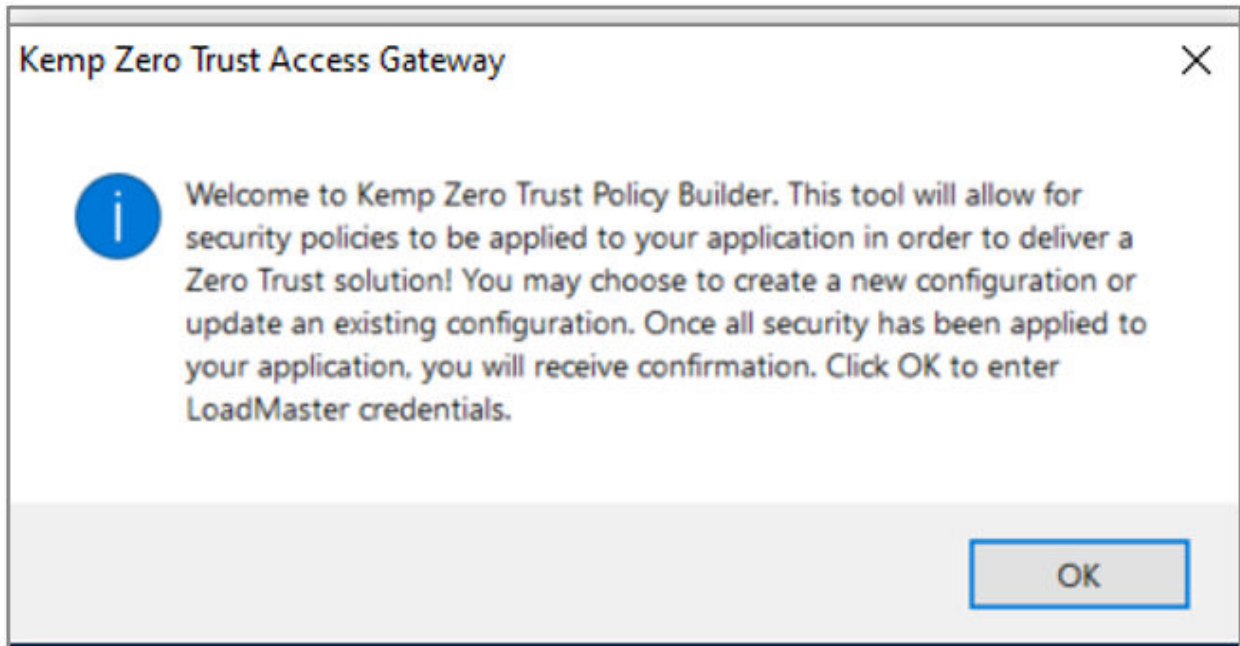 Kemp Zero Trust Access Gateway
Welcome to Kemp Zero Trust Policy Builder. This tool will allow for
security policies to be applied to your application in order to deliver a
Zero Trust solution! You may choose to create a new configuration or
update an existing configuration. Once all security has been applied to
your application, you will receive confirmation. Click OK to enter
LoadMaster credentials.
OK